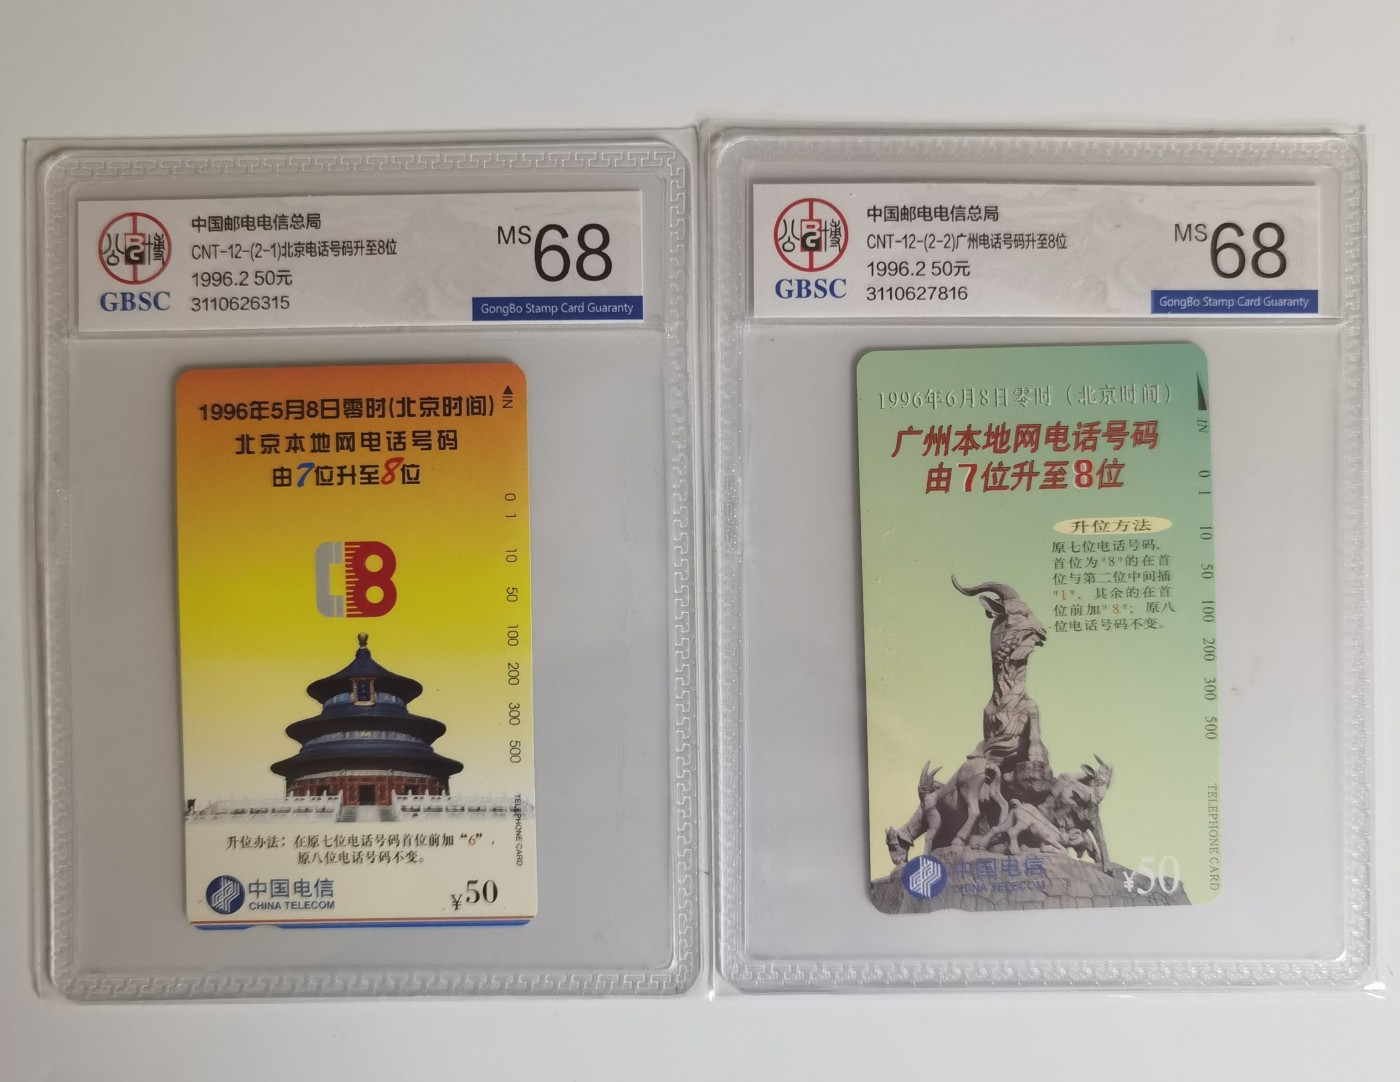 公
博
GBSC
中国邮电电信总局
CNT-12-(2-1)北京电话号码升至8位
1996.2 50元
3110626315
MS 68
GongBo Stamp Card Guaranty
1996年5月8日零时(北京时间)
北京本地网电话号码
由7位升至8位
IN
0 1 10 50 100 200 300 500
TELEPHONE CARD
升位办法：在原七位电话号码首位前加“6”，
原八位电话号码不变。
中国电信
CHINA TELECOM
¥50
公
博
GBSC
中国邮电电信总局
CNT-12-(2-2)广州电话号码升至8位
1996.2 50元
3110627816
MS 68
GongBo Stamp Card Guaranty
1996年6月8日零时（北京时间）
广州本地网电话号码
由7位升至8位
IN
0 1 10 50 100 200 300 500
TELEPHONE CARD
升位方法
原七位电话号码，
首位为"8"的在首
位与第二位中间插
"1"，其余的在首
位前加"8"；原八
位电话号码不变。
中国电信
CHINA TELECOM
¥50